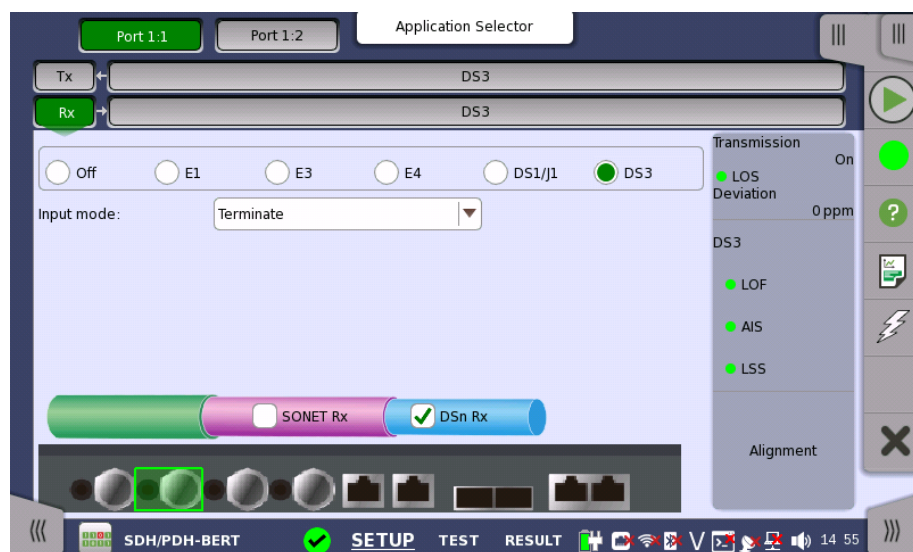 Port 1:1 Port 1:2 Application Selector
Tx DS3
Rx DS3
Off E1 E3 E4 DS1/J1 DS3
Input mode: Terminate
Transmission
On
LOS
Deviation
0 ppm
DS3
LOF
AIS
LSS
Alignment
SONET Rx DSn Rx
SDH/PDH-BERT SETUP TEST RESULT 14 55